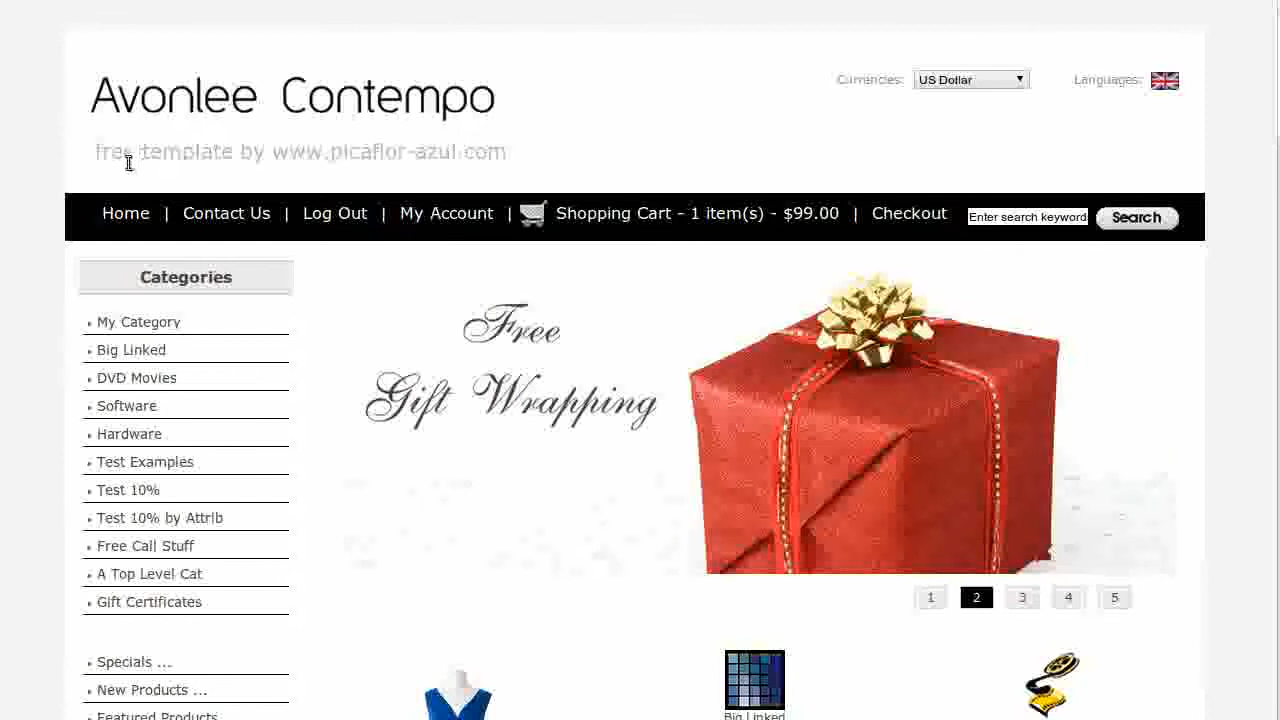 Avonlee Contempo
Currencies: US Dollar Languages:
free template by www.picaflor-azul.com
Home | Contact Us | Log Out | My Account | Shopping Cart - 1 item(s) - $99.00 | Checkout Enter search keyword Search
Categories
My Category
Big Linked
DVD Movies
Software
Hardware
Test Examples
Test 10%
Test 10% by Attrib
Free Call Stuff
A Top Level Cat
Gift Certificates
Specials ...
New Products ...
Featured Products
Free
Gift Wrapping
1 2 3 4 5
Big Linked